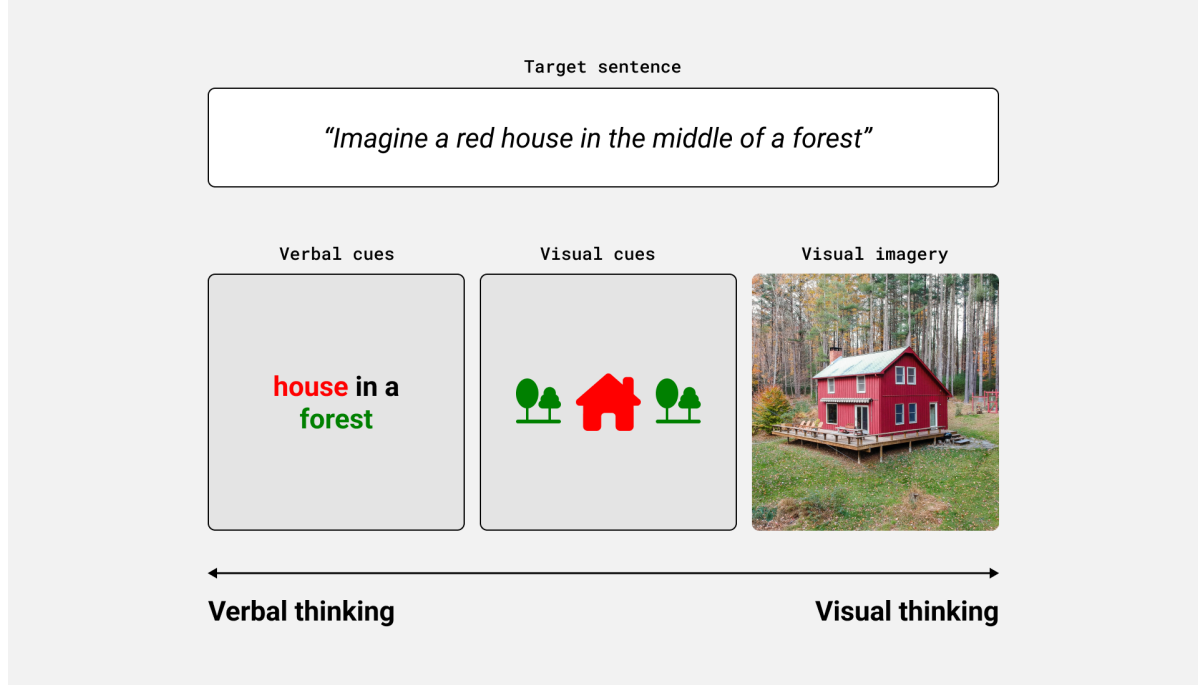 Target sentence
“Imagine a red house in the middle of a forest”
Verbal cues
Visual cues
Visual imagery
house in a
forest
Verbal thinking
Visual thinking